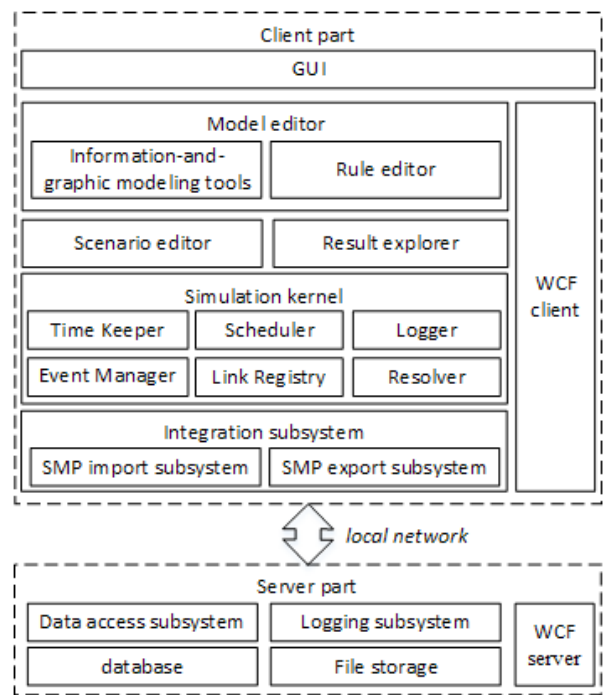 Client part
GUI
Model editor
Information-and-
graphic modeling tools
Rule editor
Scenario editor
Result explorer
WCF
client
Simulation kernel
Time Keeper
Scheduler
Logger
Event Manager
Link Registry
Resolver
Integration subsystem
SMP import subsystem
SMP export subsystem
local network
Server part
Data access subsystem
Logging subsystem
database
File storage
WCF
server